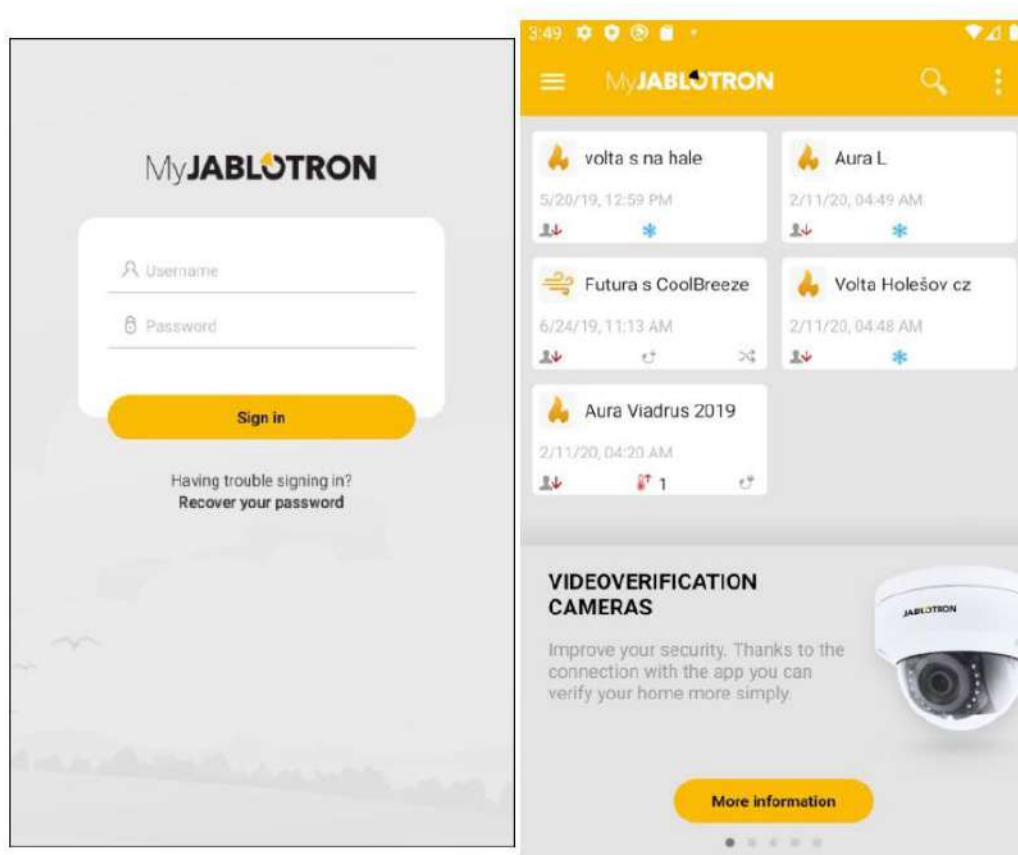 MyJABLOTRON
Username
Password
Sign in
Having trouble signing in?
Recover your password
3:49
MyJABLOTRON
volta s na hale
5/20/19, 12:59 PM
Aura L
2/11/20, 04:49 AM
Futura s CoolBreeze
6/24/19, 11:13 AM
Volta Holešov cz
2/11/20, 04:48 AM
Aura Viadrus 2019
2/11/20, 04:20 AM
1
VIDEOVERIFICATION
CAMERAS
Improve your security. Thanks to the
connection with the app you can
verify your home more simply.
JABLOTRON
More information